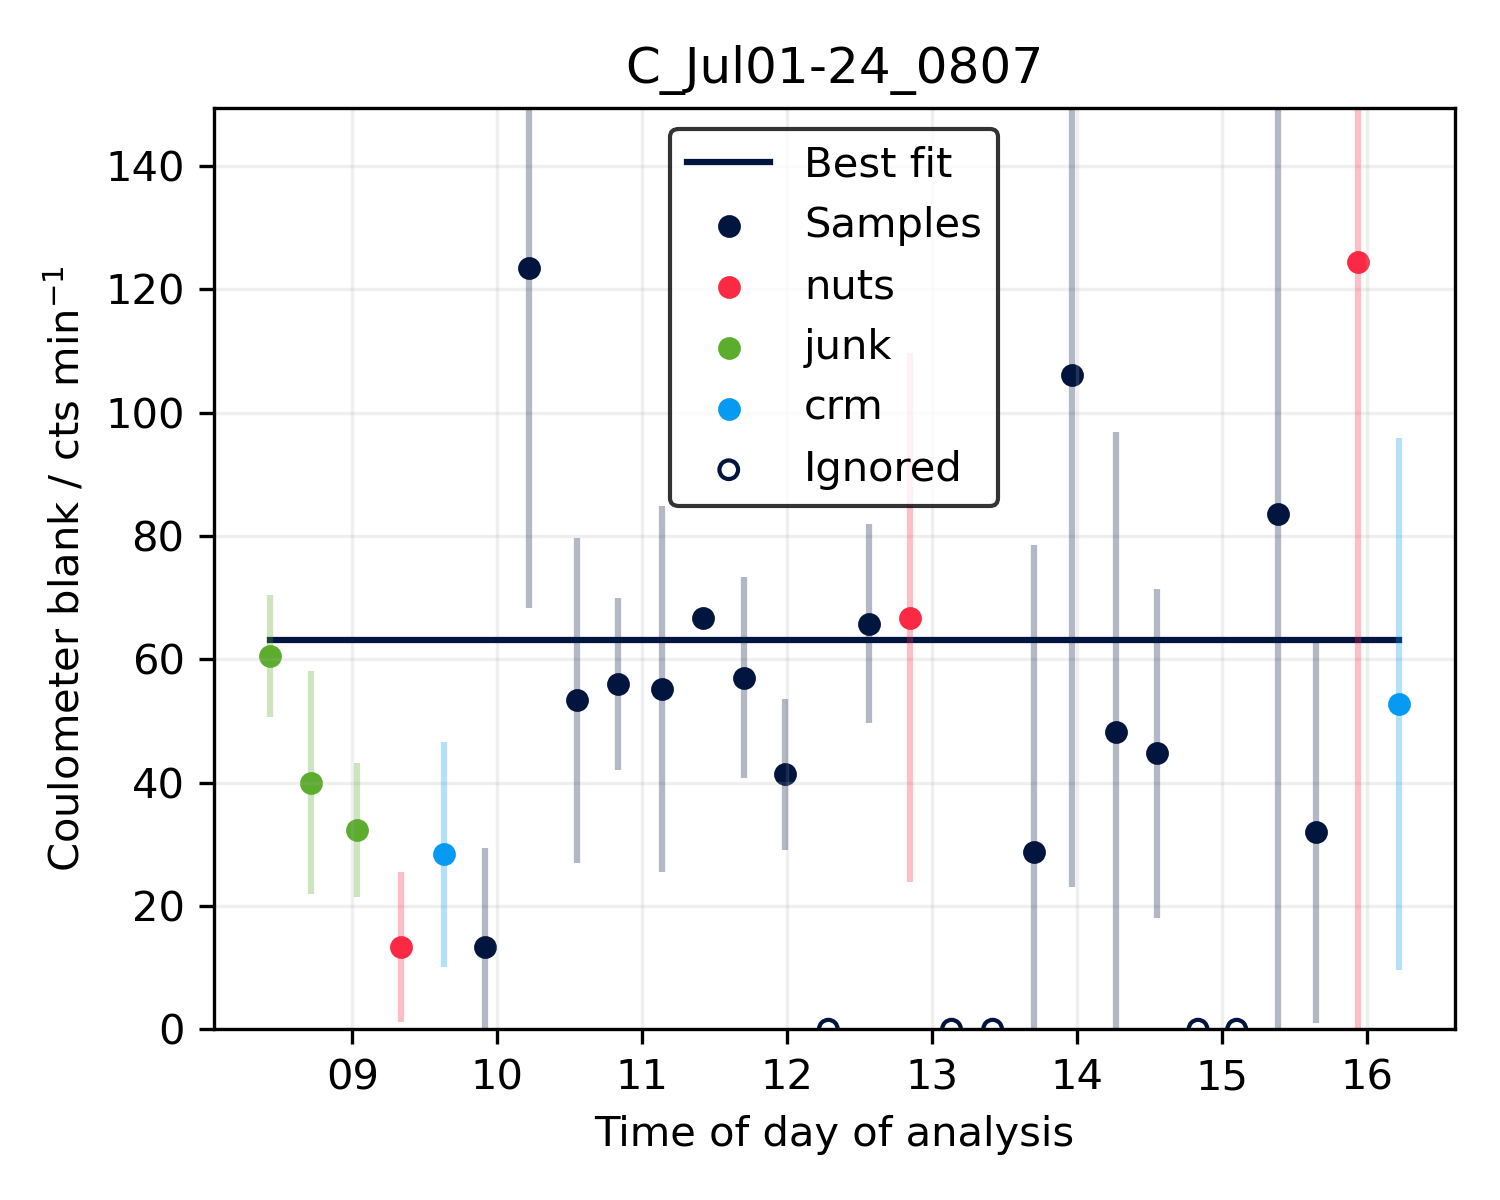 C_Jul01-24_0807
Coulometer blank / cts min⁻¹
140
120
100
80
60
40
20
0
Best fit
Samples
nuts
junk
crm
Ignored
09 10 11 12 13 14 15 16
Time of day of analysis